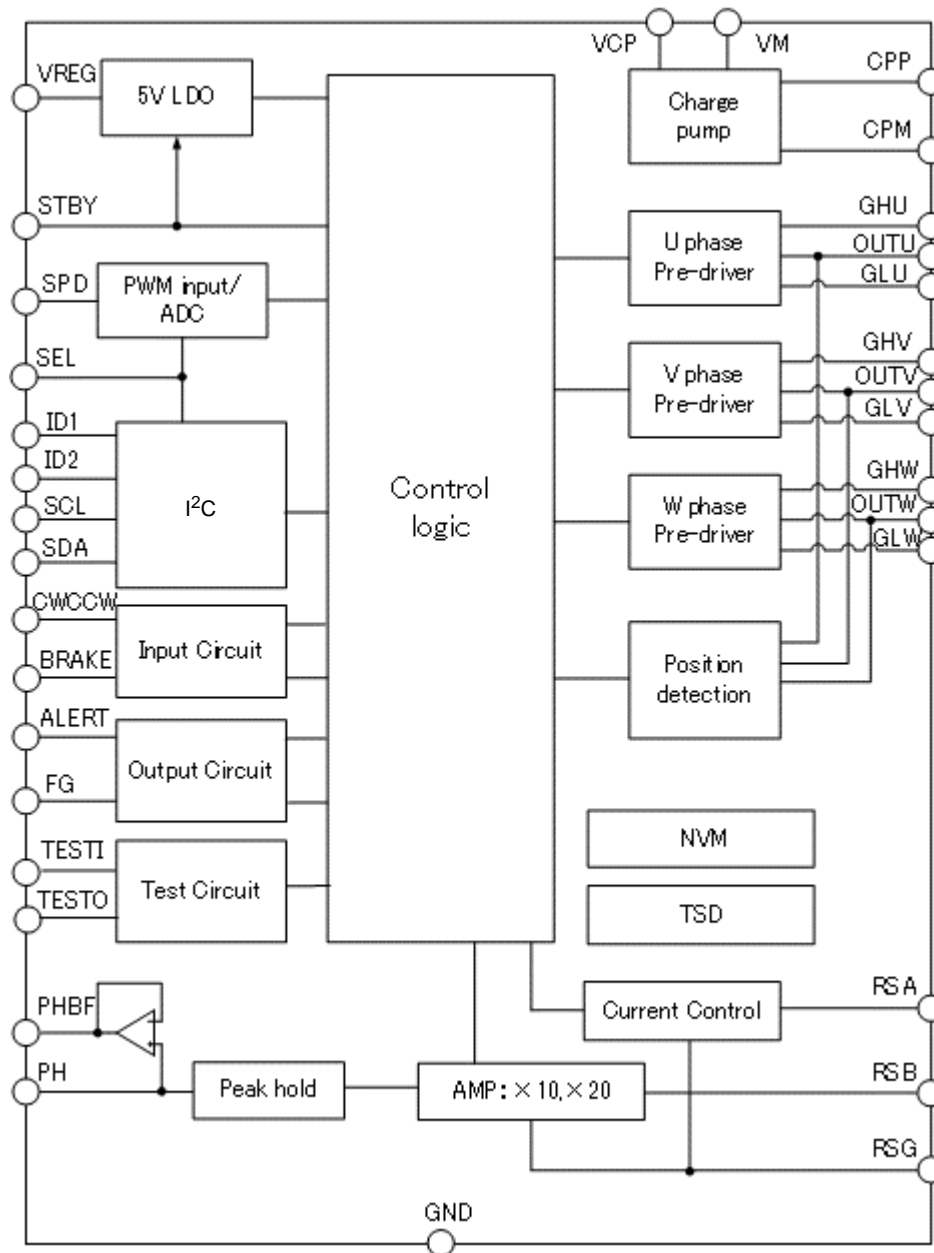 VCP
VM
VREG
5V LDO
Charge
pump
CPP
CPM
STBY
GHU
U phase
Pre-driver
OUTU
GLU
SPD
PWM input/
ADC
SEL
GHV
V phase
Pre-driver
OUTV
GLV
ID1
ID2
SCL
SDA
I²C
Control
logic
GHW
W phase
Pre-driver
OUTW
GLW
CWCCW
BRAKE
Input Circuit
Position
detection
ALERT
FG
Output Circuit
NVM
TESTI
TESTO
Test Circuit
TSD
PHBF
Current Control
RSA
PH
Peak hold
AMP: ×10, ×20
RSB
RSG
GND